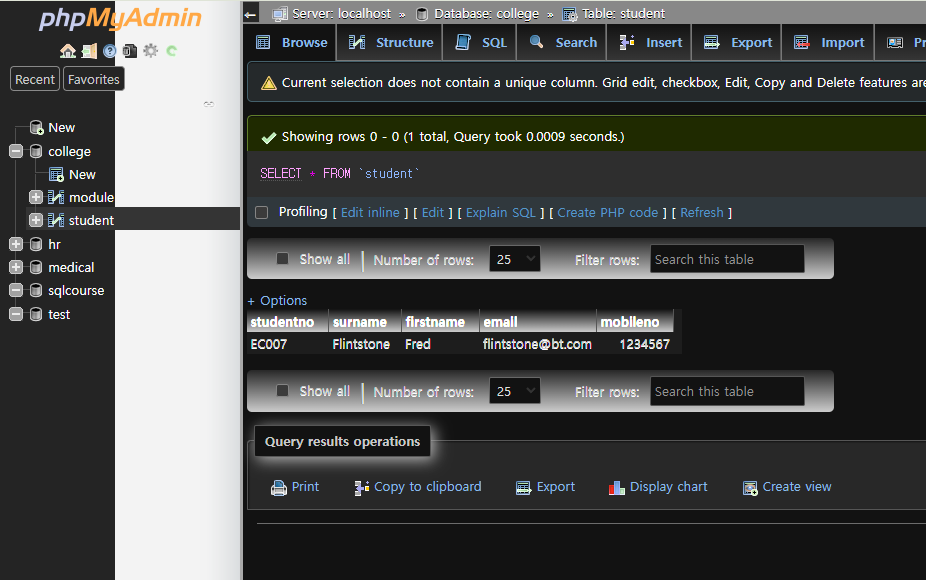 phpMyAdmin
Recent Favorites
New
college
New
module
student
hr
medical
sqlcourse
test
Server: localhost » Database: college » Table: student
Browse Structure SQL Search Insert Export Import
Current selection does not contain a unique column. Grid edit, checkbox, Edit, Copy and Delete features are
Showing rows 0 - 0 (1 total, Query took 0.0009 seconds.)
SELECT * FROM `student`
Profiling [ Edit inline ] [ Edit ] [ Explain SQL ] [ Create PHP code ] [ Refresh ]
Show all Number of rows: 25 Filter rows: Search this table
+ Options
studentno surname firstname email mobileno
EC007 Flintstone Fred flintstone@bt.com 1234567
Show all Number of rows: 25 Filter rows: Search this table
Query results operations
Print Copy to clipboard Export Display chart Create view